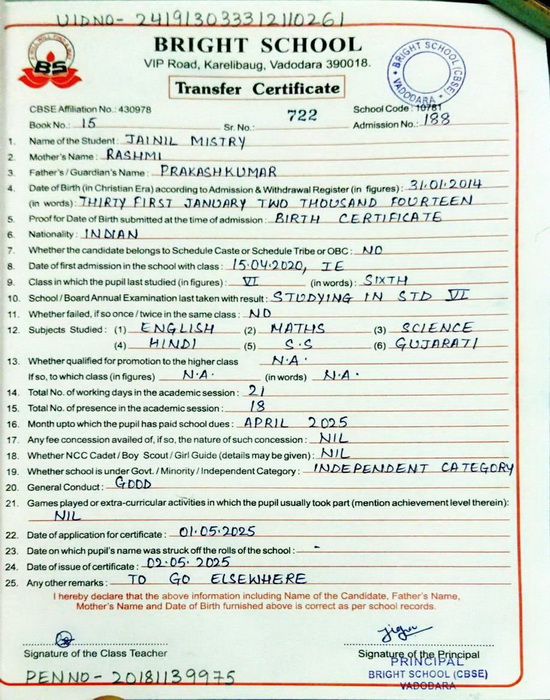 UIDNO- 241913033312110261
BRIGHT SCHOOL
VIP Road, Karelibaug, Vadodara 390018.
Transfer Certificate
BS
BRIGHT SCHOOL (CBSE)
VADODARA
CBSE Affiliation No.: 430978 School Code : 10781
Book No.: 15 Sr. No.: 722 Admission No.: 188
1. Name of the Student : JAINIL MISTRY
2. Mother's Name : RASHMI
3. Father's / Guardian's Name : PRAKASHKUMAR
4. Date of Birth (in Christian Era) according to Admission & Withdrawal Register (in figures) : 31.01.2014
(in words) : THIRTY FIRST JANUARY TWO THOUSAND FOURTEEN
5. Proof for Date of Birth submitted at the time of admission : BIRTH CERTIFICATE
6. Nationality : INDIAN
7. Whether the candidate belongs to Schedule Caste or Schedule Tribe or OBC : NO
8. Date of first admission in the school with class : 15.04.2020, IE
9. Class in which the pupil last studied (in figures) : VI (in words) : SIXTH
10. School / Board Annual Examination last taken with result : STUDYING IN STD VI
11. Whether failed, if so once / twice in the same class : NO
12. Subjects Studied : (1) ENGLISH (2) MATHS (3) SCIENCE
(4) HINDI (5) S.S (6) GUJARATI
13. Whether qualified for promotion to the higher class N.A.
If so, to which class (in figures) N.A. (in words) N.A.
14. Total No. of working days in the academic session : 21
15. Total No. of presence in the academic session : 18
16. Month upto which the pupil has paid school dues : APRIL 2025
17. Any fee concession availed of, if so, the nature of such concession : NIL
18. Whether NCC Cadet / Boy Scout / Girl Guide (details may be given) : NIL
19. Whether school is under Govt. / Minority / Independent Category : INDEPENDENT CATEGORY
20. General Conduct : GOOD
21. Games played or extra-curricular activities in which the pupil usually took part (mention achievement level therein) :
NIL
22. Date of application for certificate : 01.05.2025
23. Date on which pupil's name was struck off the rolls of the school : -
24. Date of issue of certificate : 02.05.2025
25. Any other remarks : TO GO ELSEWHERE
I hereby declare that the above information including Name of the Candidate, Father's Name,
Mother's Name and Date of Birth furnished above is correct as per school records.
Signature of the Class Teacher Signature of the Principal
PRINCIPAL
BRIGHT SCHOOL (CBSE)
VADODARA
PENNO- 20181139975